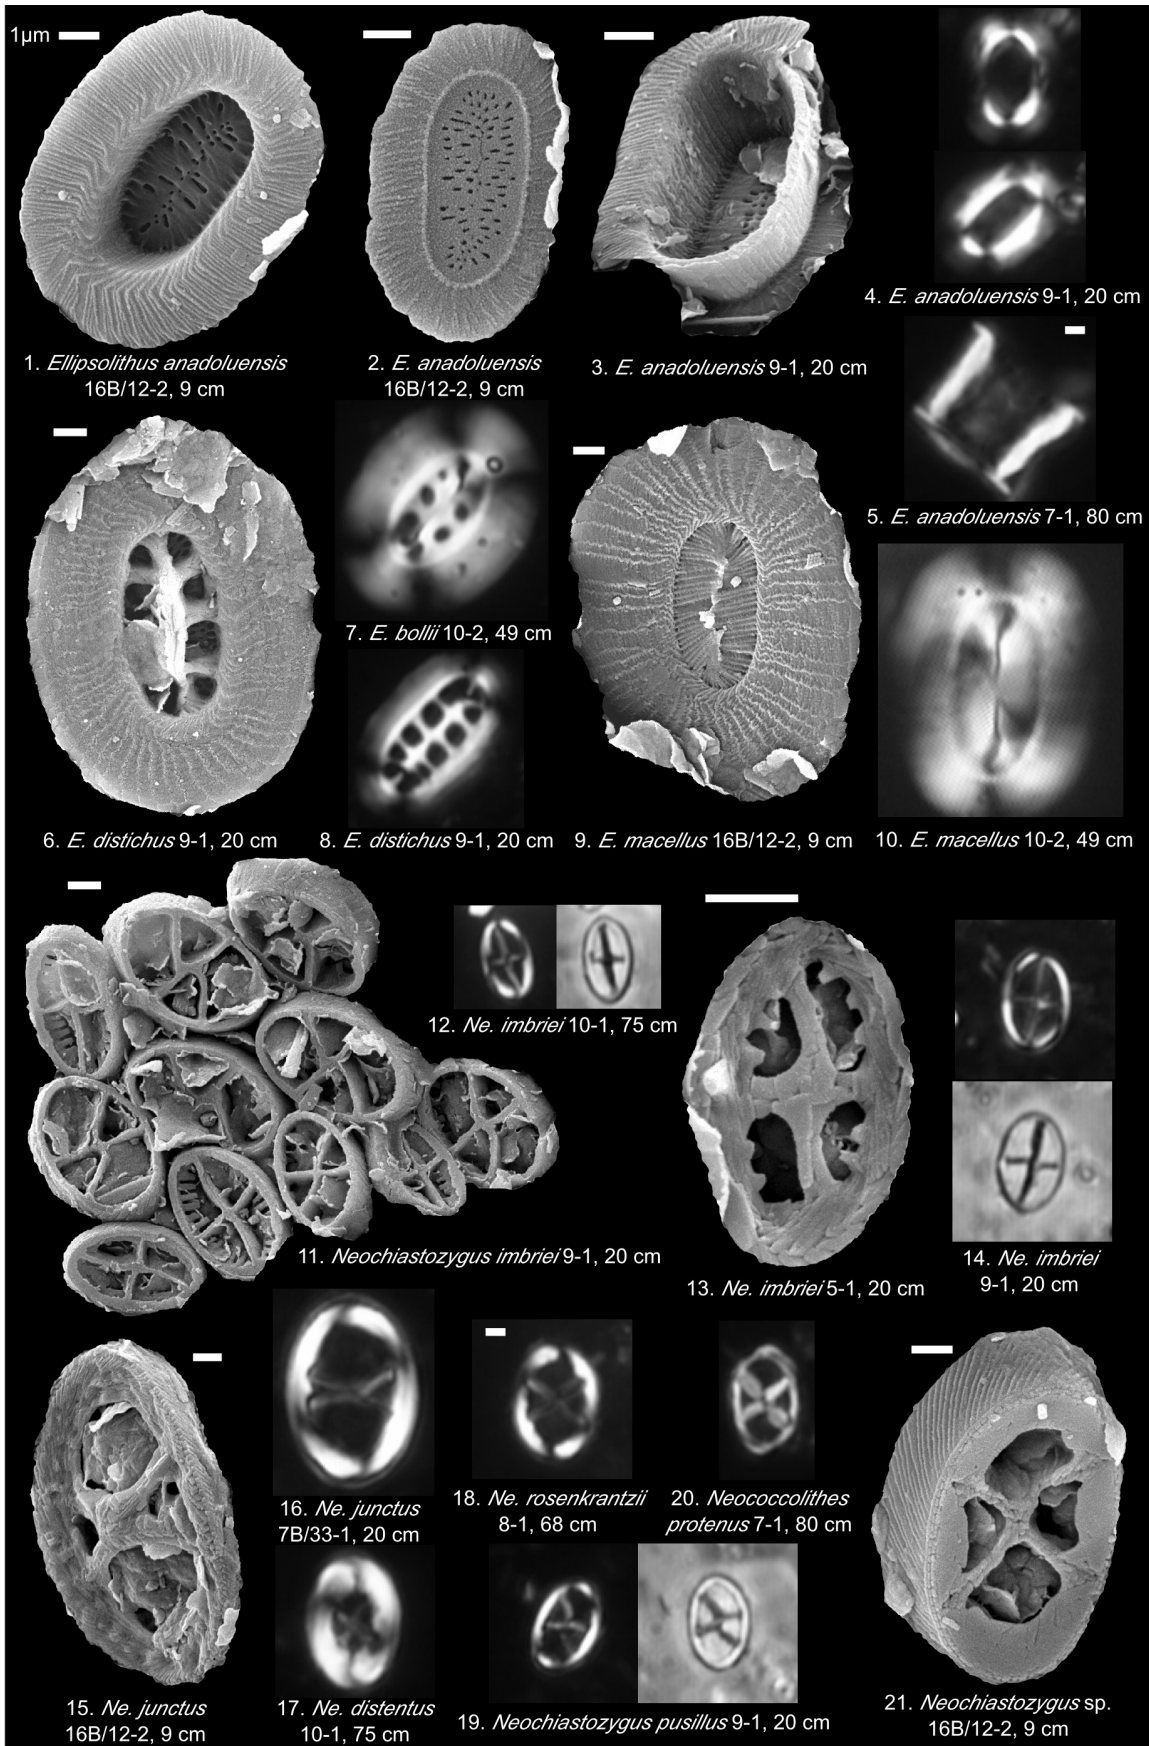 1µm
4. E. anadoluensis 9-1, 20 cm
1. Ellipsolithus anadoluensis
16B/12-2, 9 cm
2. E. anadoluensis
16B/12-2, 9 cm
3. E. anadoluensis 9-1, 20 cm
5. E. anadoluensis 7-1, 80 cm
7. E. bollii 10-2, 49 cm
6. E. distichus 9-1, 20 cm
8. E. distichus 9-1, 20 cm
9. E. macellus 16B/12-2, 9 cm
10. E. macellus 10-2, 49 cm
12. Ne. imbriei 10-1, 75 cm
11. Neochiastozygus imbriei 9-1, 20 cm
13. Ne. imbriei 5-1, 20 cm
14. Ne. imbriei
9-1, 20 cm
16. Ne. junctus
7B/33-1, 20 cm
18. Ne. rosenkrantzii
8-1, 68 cm
20. Neococcolithes
protenus 7-1, 80 cm
15. Ne. junctus
16B/12-2, 9 cm
17. Ne. distentus
10-1, 75 cm
19. Neochiastozygus pusillus 9-1, 20 cm
21. Neochiastozygus sp.
16B/12-2, 9 cm